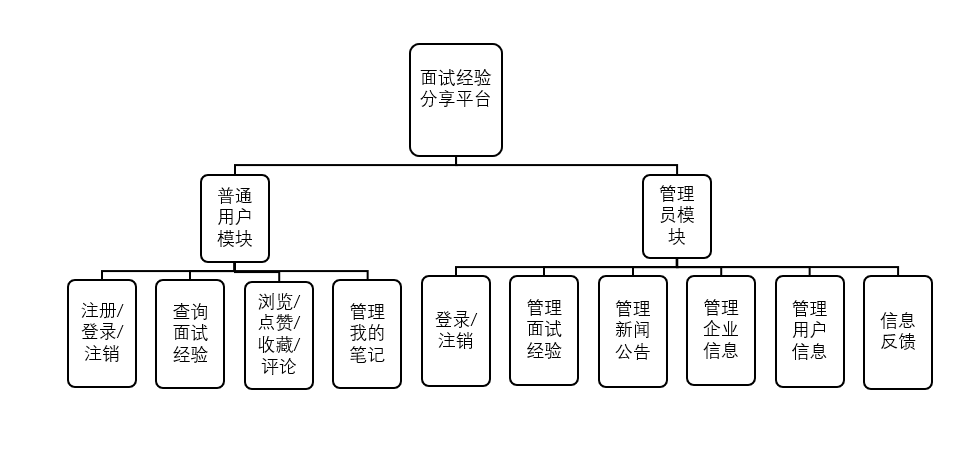 面试经验
分享平台
普通
用户
模块
管理
员模
块
注册/
登录/
注销
查询
面试
经验
浏览/
点赞/
收藏/
评论
管理
我的
笔记
登录/
注销
管理
面试
经验
管理
新闻
公告
管理
企业
信息
管理
用户
信息
信息
反馈